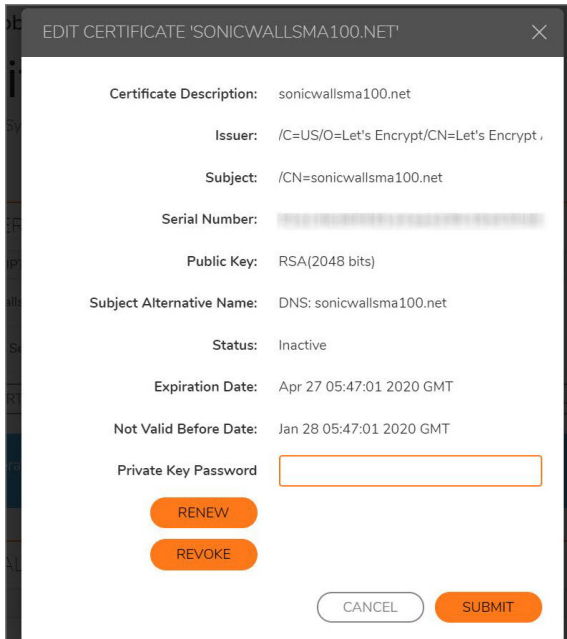 EDIT CERTIFICATE 'SONICWALLSMA100.NET'
Certificate Description: sonicwallsma100.net
Issuer: /C=US/O=Let's Encrypt/CN=Let's Encrypt
Subject: /CN=sonicwallsma100.net
Serial Number:
Public Key: RSA(2048 bits)
Subject Alternative Name: DNS: sonicwallsma100.net
Status: Inactive
Expiration Date: Apr 27 05:47:01 2020 GMT
Not Valid Before Date: Jan 28 05:47:01 2020 GMT
Private Key Password
RENEW
REVOKE
CANCEL SUBMIT